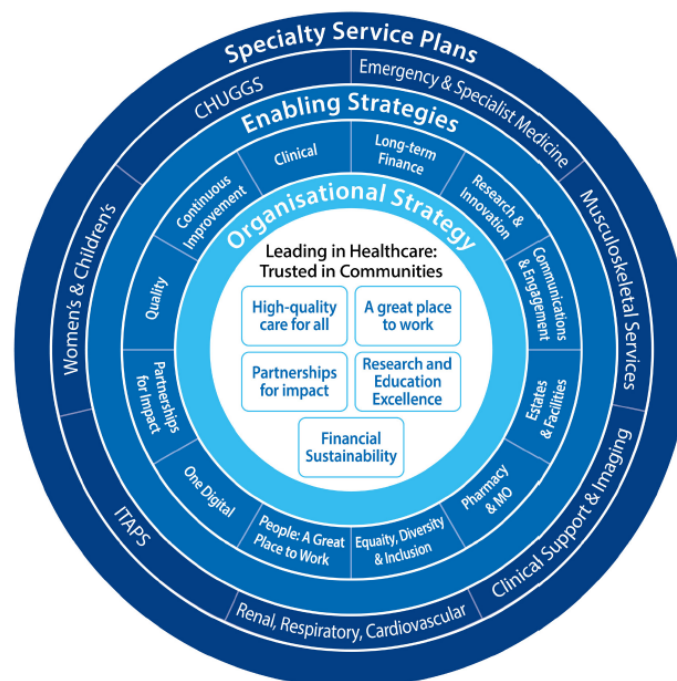 Specialty Service Plans
CHUGGS
Emergency & Specialist Medicine
Musculoskeletal Services
Clinical Support & Imaging
Renal, Respiratory, Cardiovascular
ITAPS
Women's & Children's
Enabling Strategies
Clinical
Long-term
Finance
Research &
Innovation
Communications
& Engagement
Estates
& Facilities
Pharmacy
& MO
Equity, Diversity
& Inclusion
People: A Great
Place to Work
One Digital
Partnerships
for Impact
Quality
Continuous
Improvement
Organisational Strategy
Leading in Healthcare:
Trusted in Communities
High-quality
care for all
A great place
to work
Partnerships
for impact
Research and
Education
Excellence
Financial
Sustainability